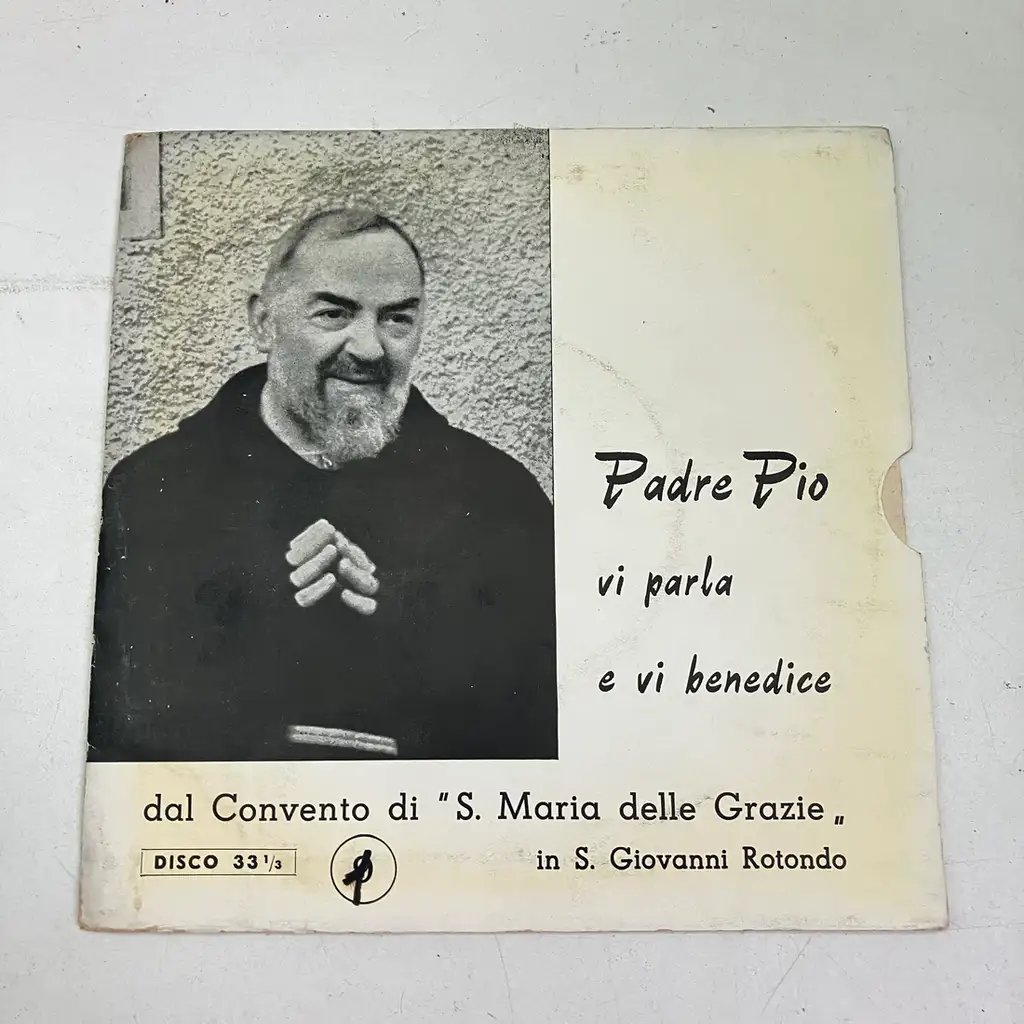 Padre Pio
vi parla
e vi benedice
dal Convento di "S. Maria delle Grazie„
DISCO 33 1/3
in S. Giovanni Rotondo